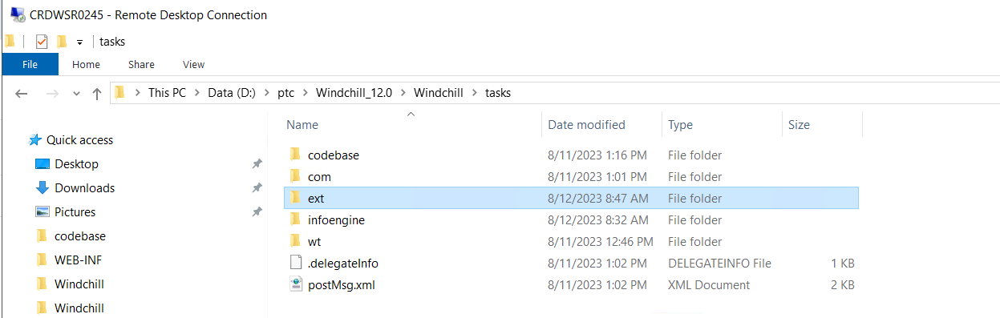 CRDWSR0245 - Remote Desktop Connection
tasks
File Home Share View
This PC > Data (D:) > ptc > Windchill_12.0 > Windchill > tasks
Name Date modified Type Size
Quick access
Desktop
Downloads
Pictures
codebase
WEB-INF
Windchill
Windchill
codebase 8/11/2023 1:16 PM File folder
com 8/11/2023 1:01 PM File folder
ext 8/12/2023 8:47 AM File folder
infoengine 8/12/2023 8:32 AM File folder
wt 8/11/2023 12:46 PM File folder
.delegateInfo 8/11/2023 1:02 PM DELEGATEINFO File 1 KB
postMsg.xml 8/11/2023 1:02 PM XML Document 2 KB